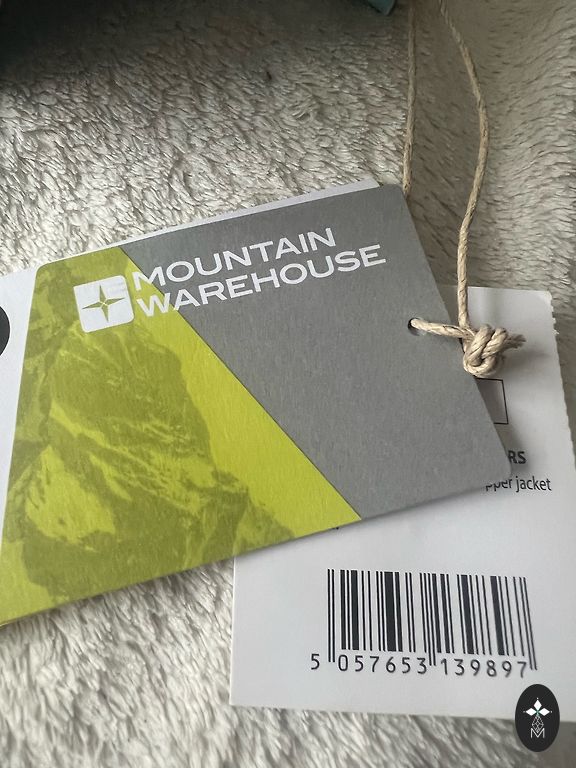 MOUNTAIN
WAREHOUSE
RS
pper jacket
5 057653 139897
M